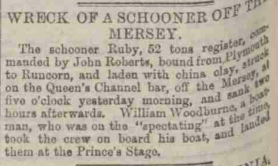 WRECK OF A SCHOONER OFF THE
MERSEY.
The schooner Ruby, 52 tons register, com-
manded by John Roberts, bound from Plymouth
to Runcorn, and laden with china clay, struck
on the Queen's Channel bar, off the Mersey, at
five o'clock yesterday morning, and sank two
hours afterwards. William Woodburne, a boat-
man, who was on the "spectating" at the time,
took the crew on board his boat, and landed
them at the Prince's Stage.